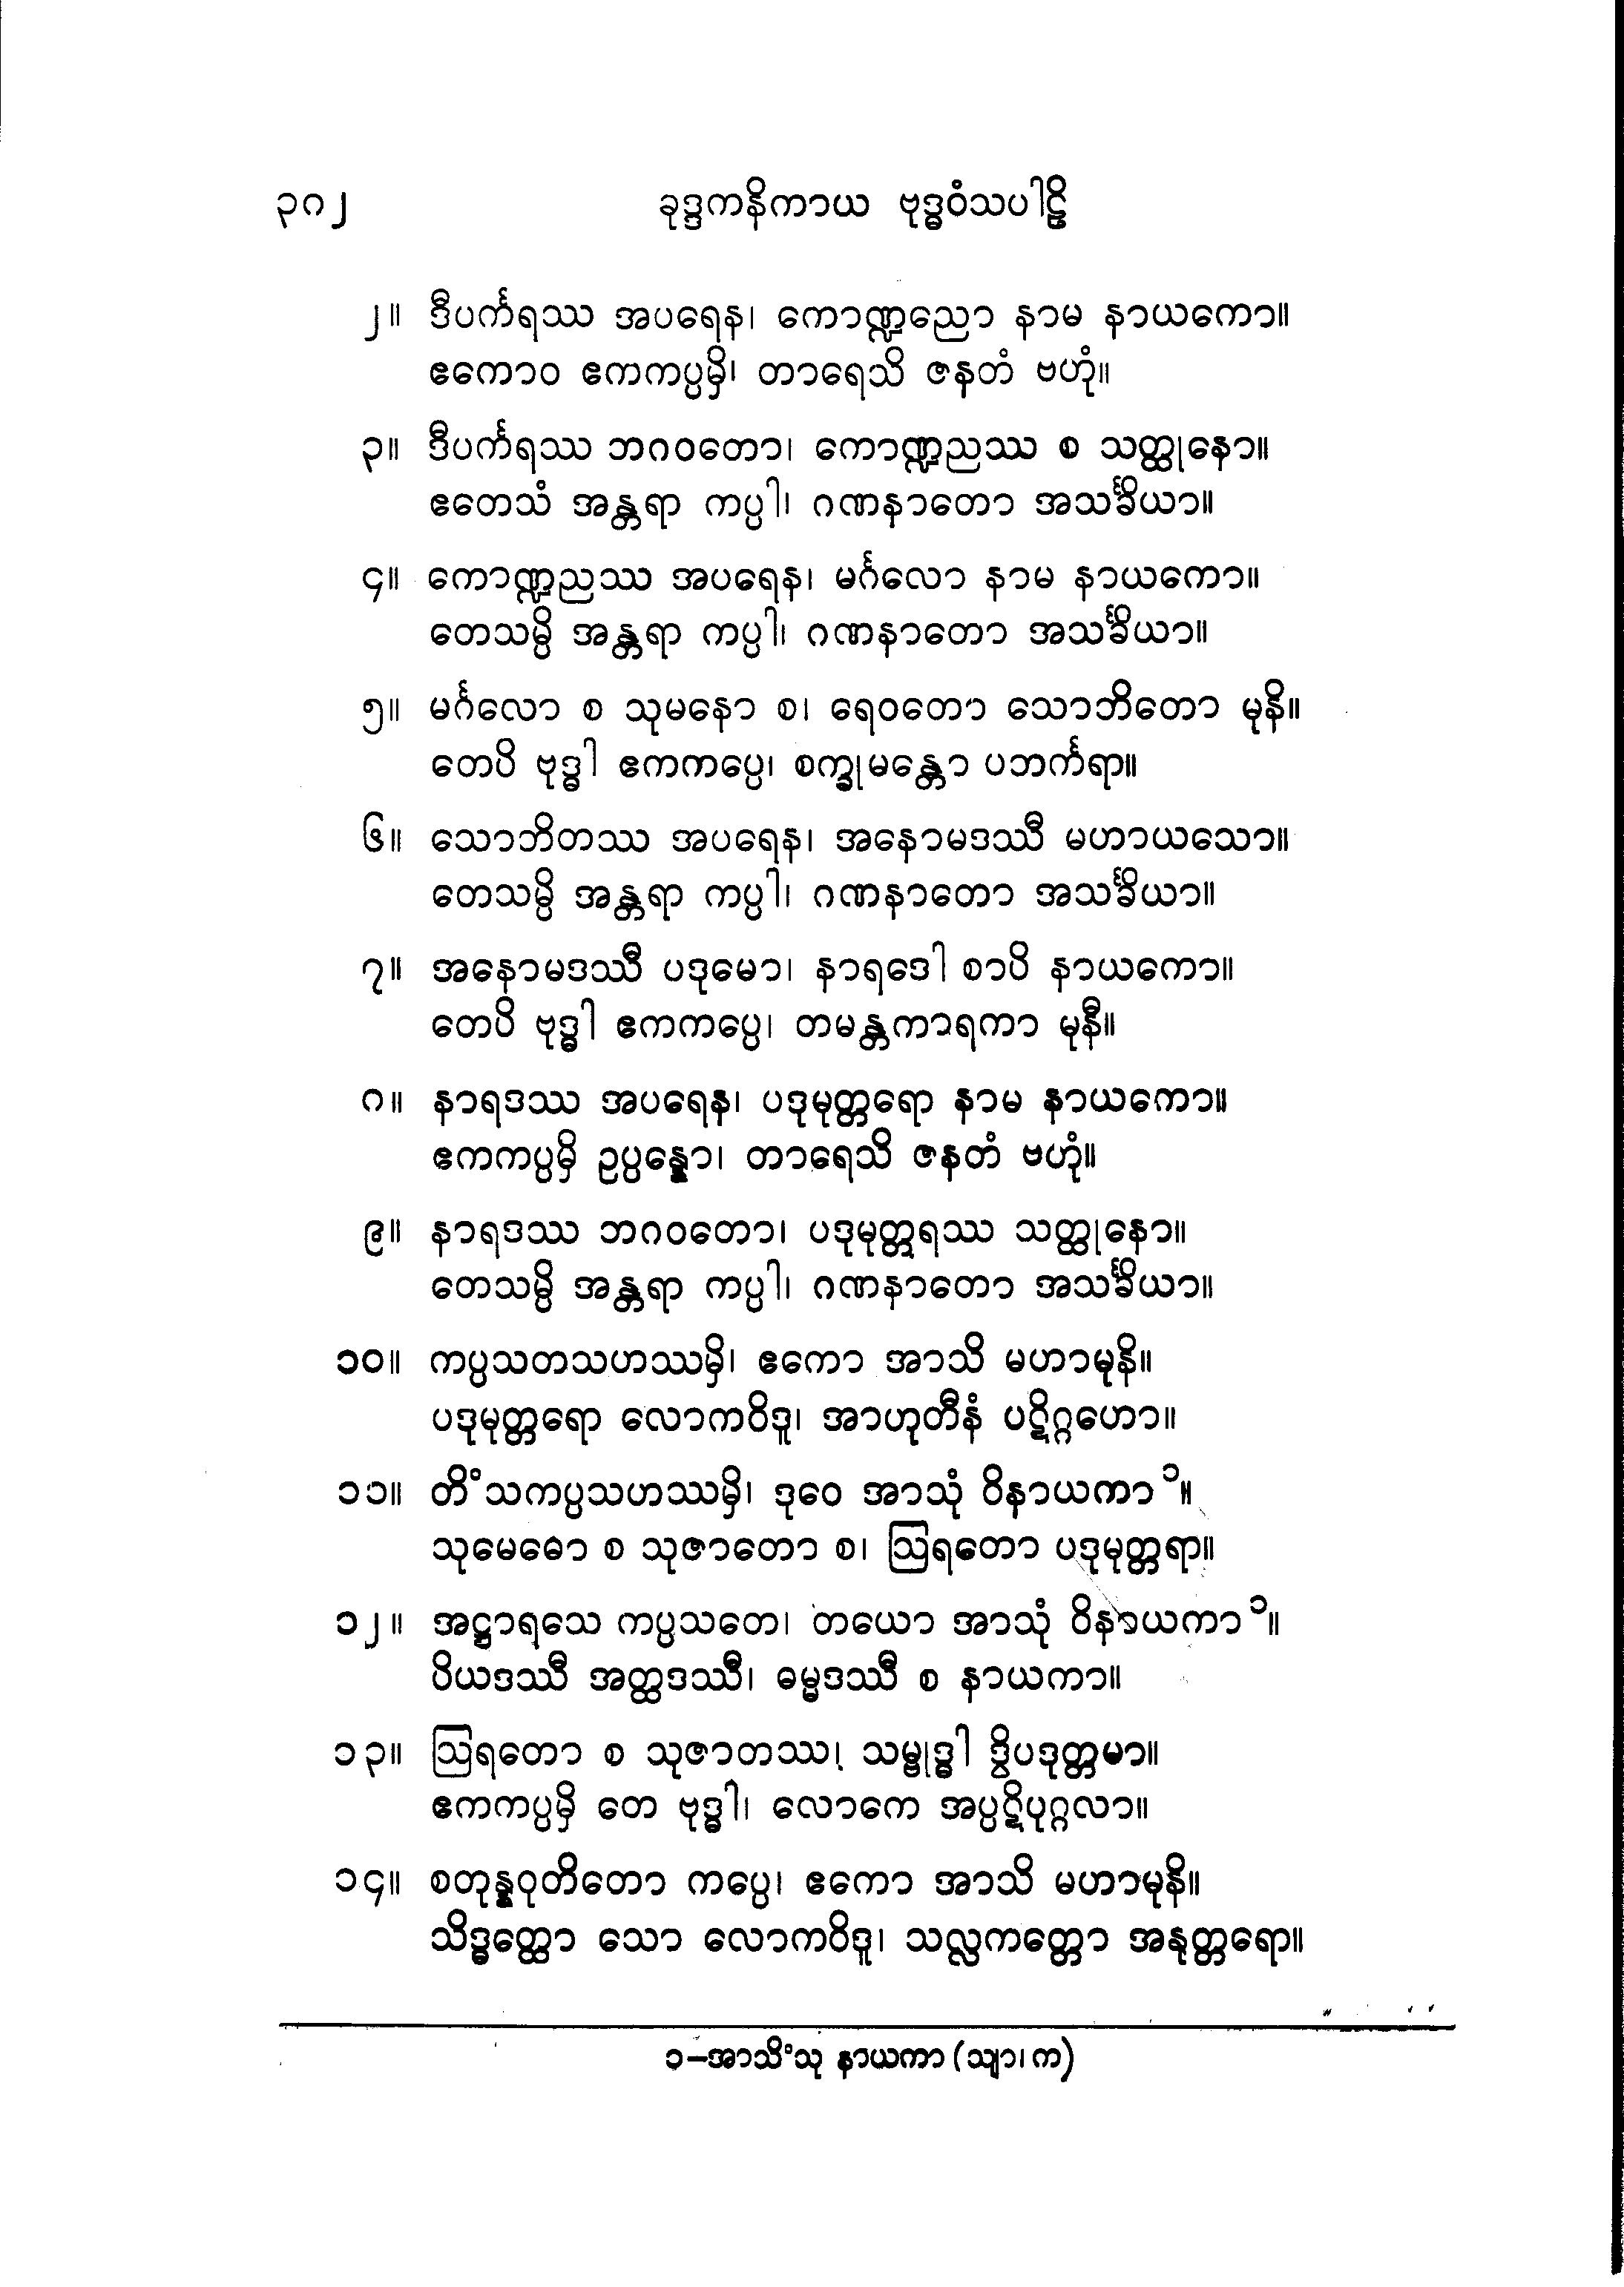 ၃၈၂ ခုဒ္ဒကနိကာယ ဗုဒ္ဓဝံသပါဠိ
၂။ ဒီပင်္ကရဿ အပရေန၊ ကောဏ္ဍညော နာမ နာယကော။
ဧကောဝ ဧကကပ္ပမှိ၊ တာရေသိ ဇနတံ ဗဟုံ။
၃။ ဒီပင်္ကရဿ ဘဂဝတော၊ ကောဏ္ဍညဿ စ သတ္ထုနော။
ဧတေသံ အန္တရာ ကပ္ပါ၊ ဂဏနာတော အသင်္ခိယာ။
၄။ ကောဏ္ဍညဿ အပရေန၊ မင်္ဂလော နာမ နာယကော။
တေသမ္ပိ အန္တရာ ကပ္ပါ၊ ဂဏနာတော အသင်္ခိယာ။
၅။ မင်္ဂလော စ သုမနော စ၊ ရေဝတော သောဘိတော မုနိ။
တေပိ ဗုဒ္ဓါ ဧကကပ္ပေ၊ စက္ခုမန္တော ပဘင်္ကရာ။
၆။ သောဘိတဿ အပရေန၊ အနောမဒဿီ မဟာယသော။
တေသမ္ပိ အန္တရာ ကပ္ပါ၊ ဂဏနာတော အသင်္ခိယာ။
၇။ အနောမဒဿီ ပဒုမော၊ နာရဒေါ စာပိ နာယကော။
တေပိ ဗုဒ္ဓါ ဧကကပ္ပေ၊ တမန္တကာရကာ မုနီ။
၈။ နာရဒဿ အပရေန၊ ပဒုမုတ္တရော နာမ နာယကော။
ဧကကပ္ပမှိ ဥပ္ပန္နော၊ တာရေသိ ဇနတံ ဗဟုံ။
၉။ နာရဒဿ ဘဂဝတော၊ ပဒုမုတ္တရဿ သတ္ထုနော။
တေသမ္ပိ အန္တရာ ကပ္ပါ၊ ဂဏနာတော အသင်္ခိယာ။
၁၀။ ကပ္ပသတသဟဿမှိ၊ ဧကော အာသိ မဟာမုနိ။
ပဒုမုတ္တရော လောကဝိဒူ၊ အာဟုတီနံ ပဋိဂ္ဂဟော။
၁၁။ တိံသကပ္ပသဟဿမှိ၊ ဒုဝေ အာသုံ ဝိနာယကာ ၁။
သုမေဓော စ သုဇာတော စ၊ ဩရတော ပဒုမုတ္တရာ။
၁၂။ အဋ္ဌာရသေ ကပ္ပသတေ၊ တယော အာသုံ ဝိနာယကာ ၁။
ပိယဒဿီ အတ္ထဒဿီ၊ ဓမ္မဒဿီ စ နာယကာ။
၁၃။ ဩရတော စ သုဇာတဿ၊ သမ္ဗုဒ္ဓါ ဒွိပဒုတ္တမာ။
ဧကကပ္ပမှိ တေ ဗုဒ္ဓါ၊ လောကေ အပ္ပဋိပုဂ္ဂလာ။
၁၄။ စတုန္နဝုတိတော ကပ္ပေ၊ ဧကော အာသိ မဟာမုနိ။
သိဒ္ဓတ္ထော သော လောကဝိဒူ၊ သလ္လကတ္တော အနုတ္တရော။
၁–အာသိံသု နာယကာ (သျာ၊ က)